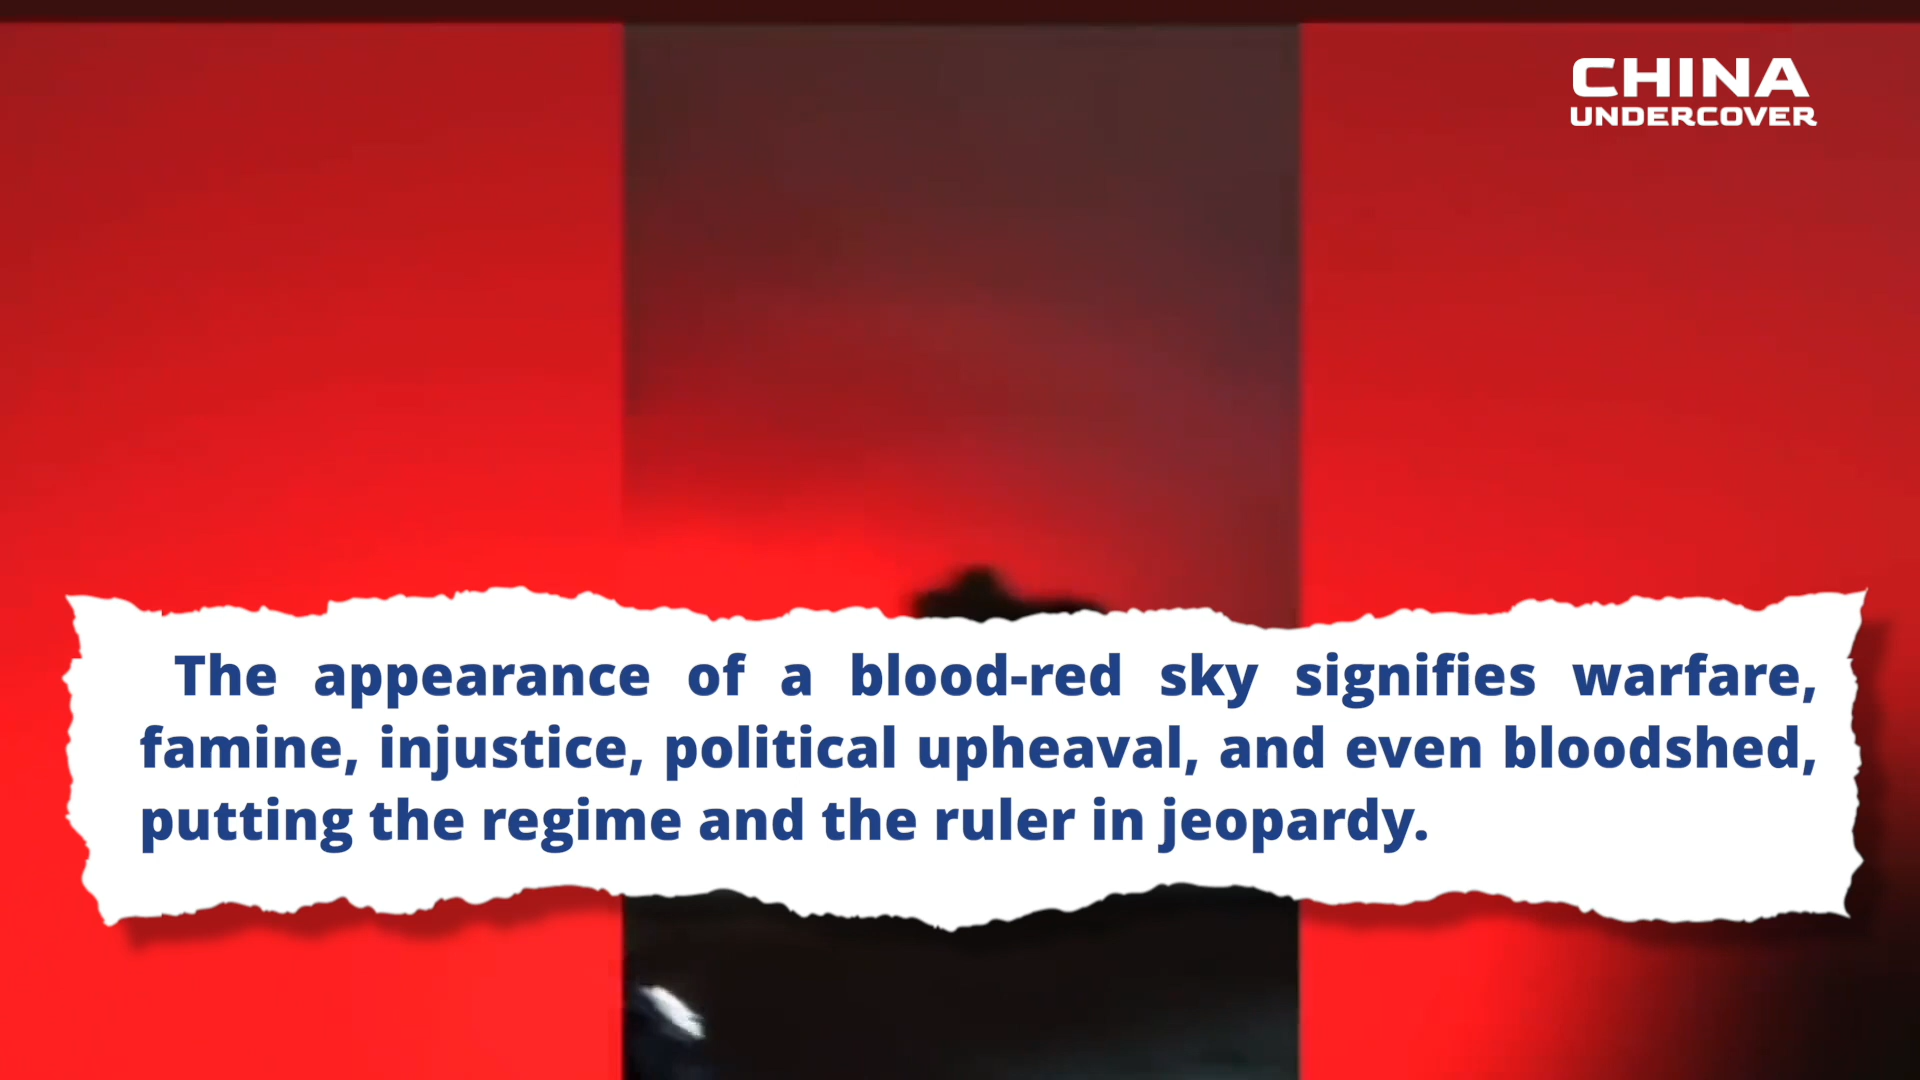 CHINA
UNDERCOVER
The appearance of a blood-red sky signifies warfare,
famine, injustice, political upheaval, and even bloodshed,
putting the regime and the ruler in jeopardy.